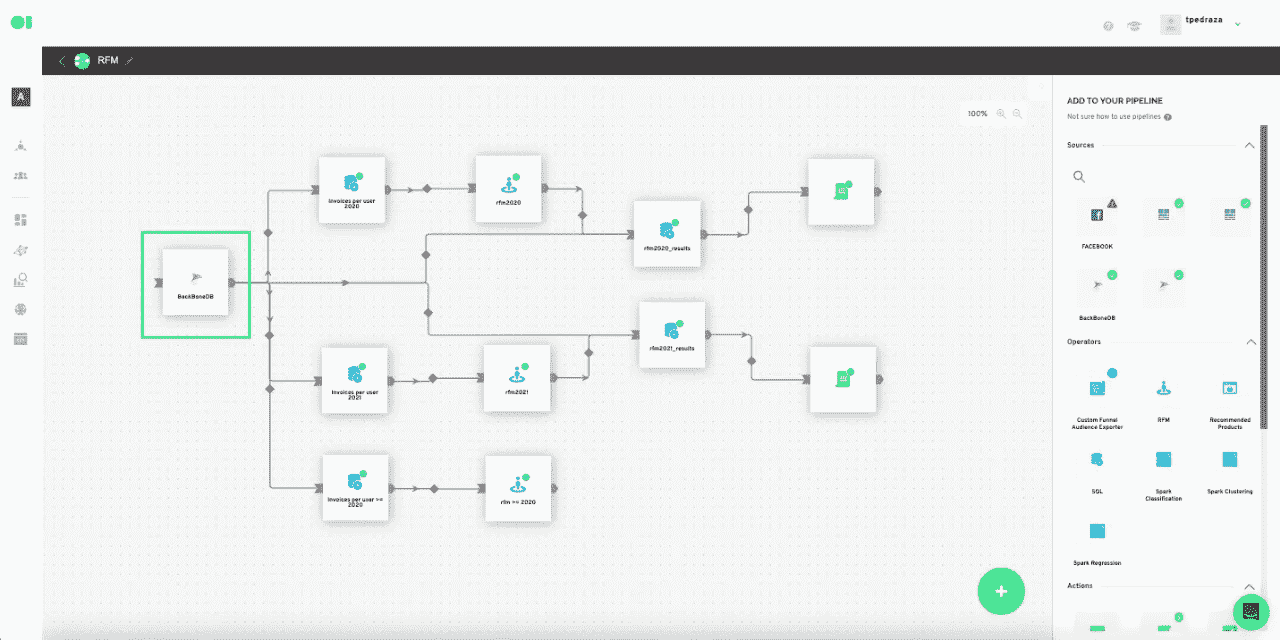 tpedraza
RFM
100%
Invoices per user
2020
rfm2020
rfm2020_results
BackBoneDB
rfm2021_results
Invoices per user
2021
rfm2021
Invoices per user >=
2020
rfm >= 2020
ADD TO YOUR PIPELINE
Not sure how to use pipelines
Sources
FACEBOOK
BackBoneDB
Operators
Custom Funnel
Audience Exporter
RFM
Recommended
Products
SQL
Spark
Classification
Spark Clustering
Spark Regression
Actions